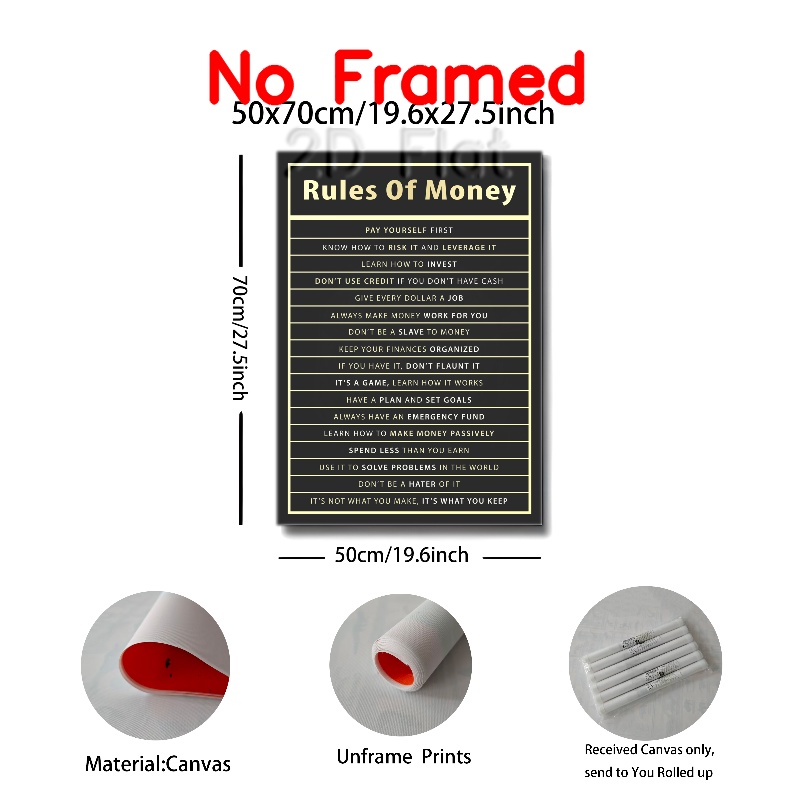 No Framed
50x70cm/19.6x27.5inch
2D Flat
Rules Of Money
PAY YOURSELF FIRST
KNOW HOW TO RISK IT AND LEVERAGE IT
LEARN HOW TO INVEST
DON'T USE CREDIT IF YOU DON'T HAVE CASH
GIVE EVERY DOLLAR A JOB
ALWAYS MAKE MONEY WORK FOR YOU
DON'T BE A SLAVE TO MONEY
KEEP YOUR FINANCES ORGANIZED
IF YOU HAVE IT, DON'T FLAUNT IT
IT'S A GAME, LEARN HOW IT WORKS
HAVE A PLAN AND SET GOALS
ALWAYS HAVE AN EMERGENCY FUND
LEARN HOW TO MAKE MONEY PASSIVELY
SPEND LESS THAN YOU EARN
USE IT TO SOLVE PROBLEMS IN THE WORLD
DON'T BE A HATER OF IT
IT'S NOT WHAT YOU MAKE, IT'S WHAT YOU KEEP
70cm/27.5inch
50cm/19.6inch
Material:Canvas
Unframe Prints
Received Canvas only,
send to You Rolled up